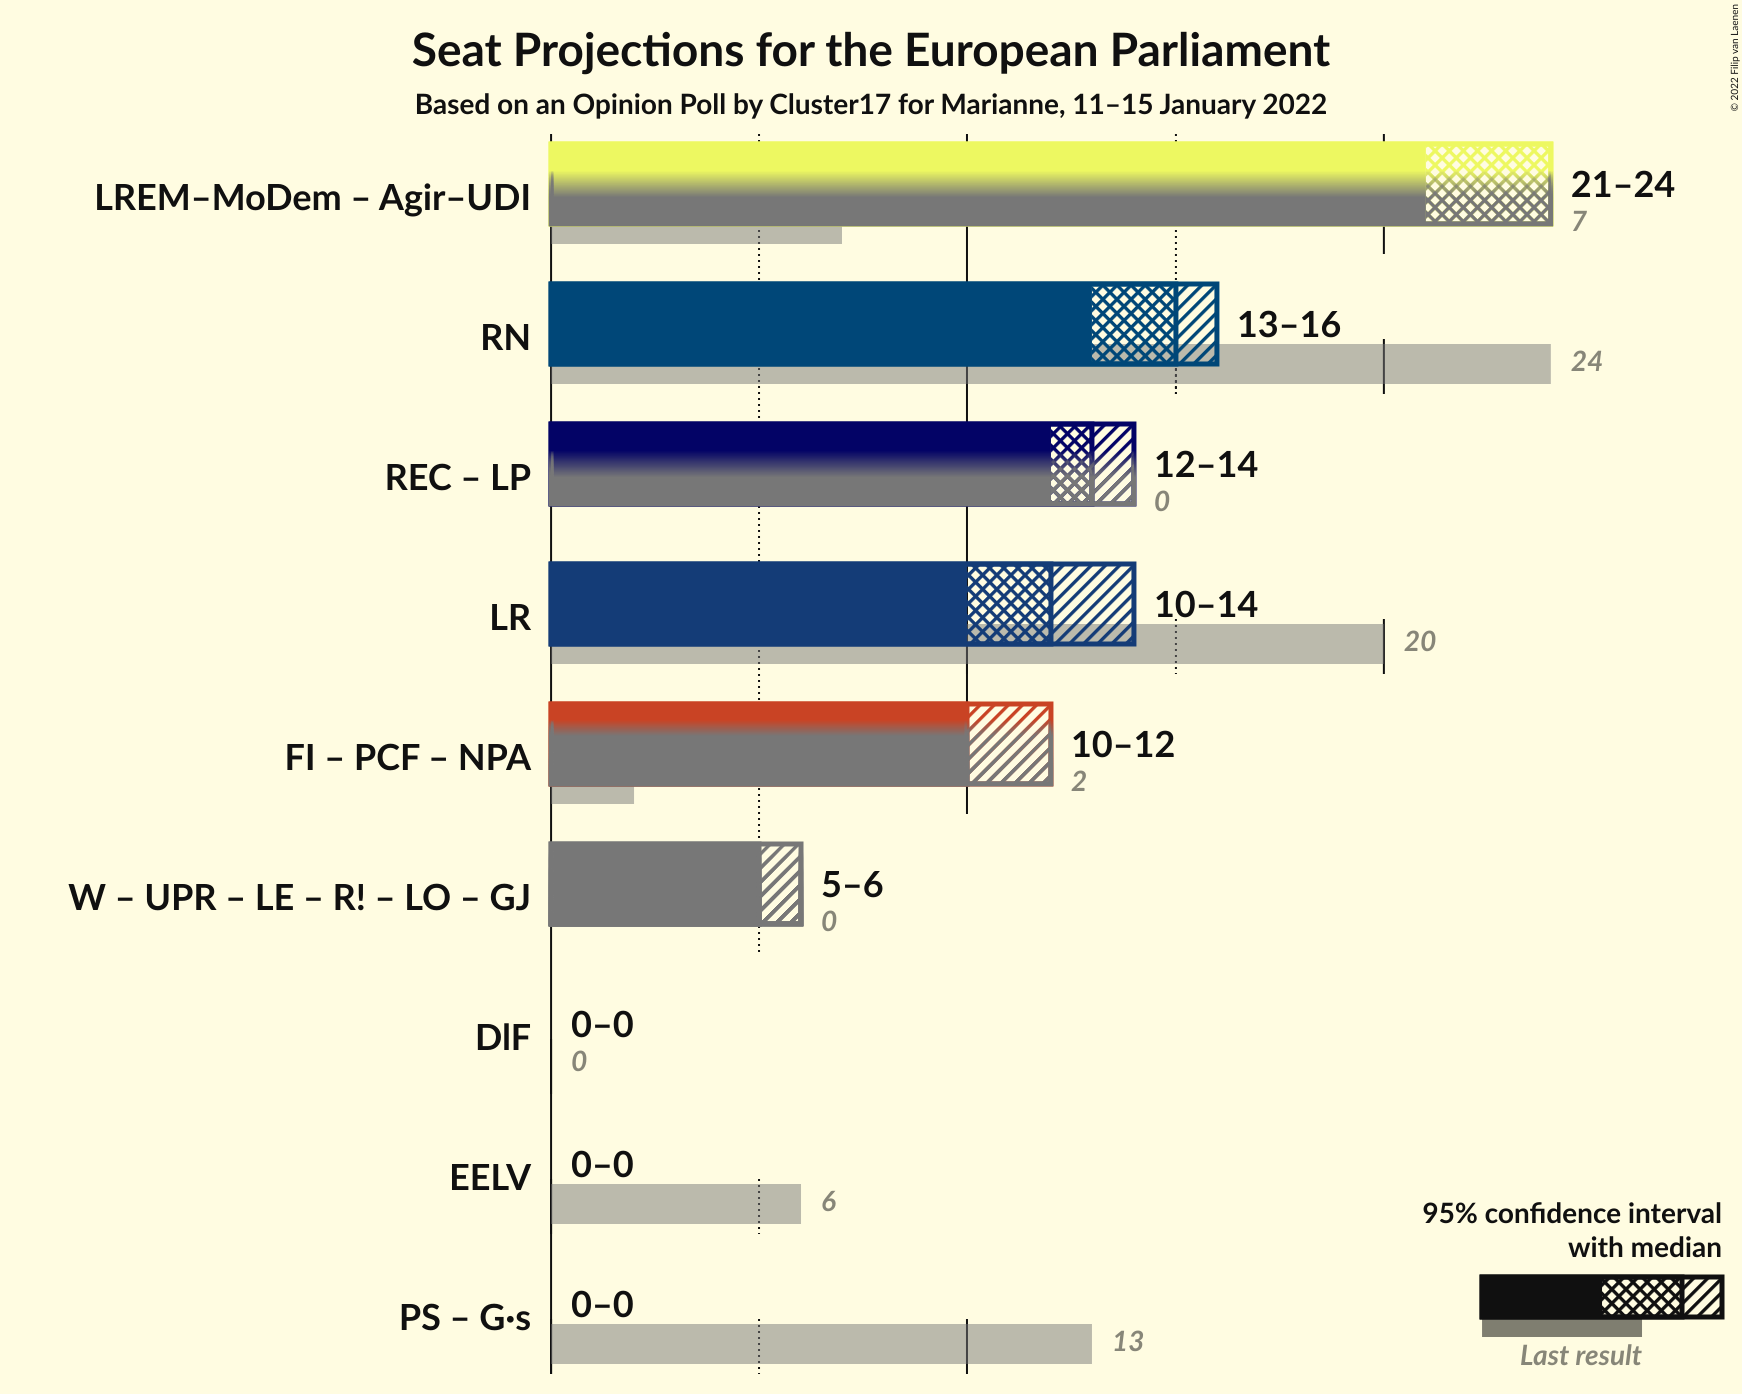 Seat Projections for the European Parliament
Based on an Opinion Poll by Cluster17 for Marianne, 11–15 January 2022
© 2022 Filip van Laenen
LREM–MoDem – Agir–UDI
21–24
7
RN
13–16
24
REC – LP
12–14
0
LR
10–14
20
FI – PCF – NPA
10–12
2
W – UPR – LE – R! – LO – GJ
5–6
0
DlF
0–0
0
EELV
0–0
6
PS – G·s
0–0
13
95% confidence interval
with median
Last result